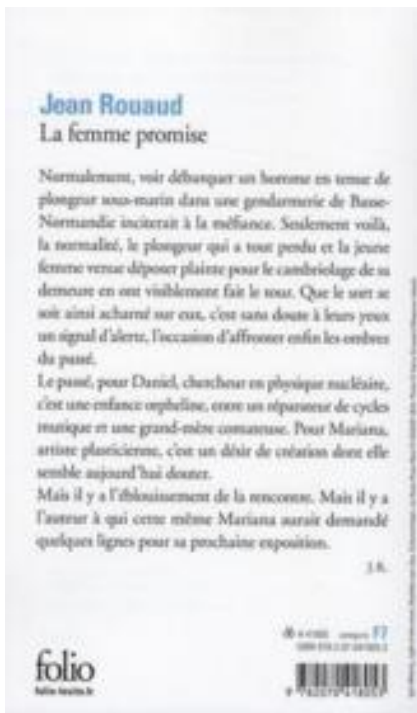 Jean Rouaud
La femme promise
Normalement, voir débarquer un homme en tenue de
plongeur sous-marin dans une gendarmerie de Basse-
Normandie inciterait à la méfiance. Seulement voilà,
la normalité, le plongeur qui a tout perdu et la jeune
femme venue déposer plainte pour le cambriolage de sa
demeure en ont visiblement fait le tour. Que le sort se
soit ainsi acharné sur eux, c'est sans doute à leurs yeux
un signal d'alerte, l'occasion d'affronter enfin les ombres
du passé.
Le passé, pour Daniel, chercheur en physique nucléaire,
c'est une enfance orpheline, entre un réparateur de cycles
mutique et une grand-mère comateuse. Pour Mariana,
artiste plasticienne, c'est un désir de création dont elle
semble aujourd'hui douter.
Mais il y a l'éblouissement de la rencontre. Mais il y a
l'auteur à qui cette même Mariana aurait demandé
quelques lignes pour sa prochaine exposition.
J. R.
F7
folio
folio-lesite.fr